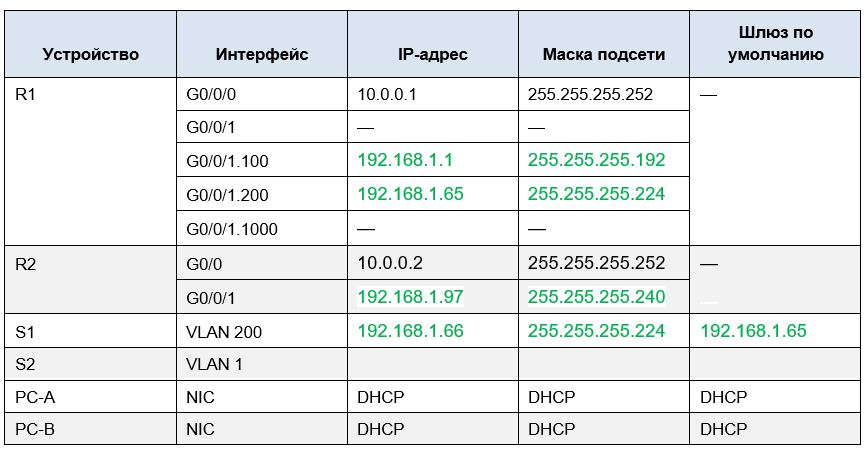 Устройство Интерфейс IP-адрес Маска подсети Шлюз по умолчанию
R1 G0/0/0 10.0.0.1 255.255.255.252 —
G0/0/1 — —
G0/0/1.100 192.168.1.1 255.255.255.192
G0/0/1.200 192.168.1.65 255.255.255.224
G0/0/1.1000 — —
R2 G0/0 10.0.0.2 255.255.255.252 —
G0/0/1 192.168.1.97 255.255.255.240 —
S1 VLAN 200 192.168.1.66 255.255.255.224 192.168.1.65
S2 VLAN 1
PC-A NIC DHCP DHCP DHCP
PC-B NIC DHCP DHCP DHCP